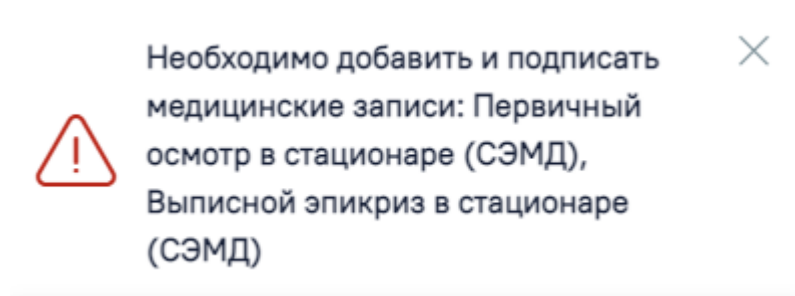 Необходимо добавить и подписать
медицинские записи: Первичный
осмотр в стационаре (СЭМД),
Выписной эпикриз в стационаре
(СЭМД)